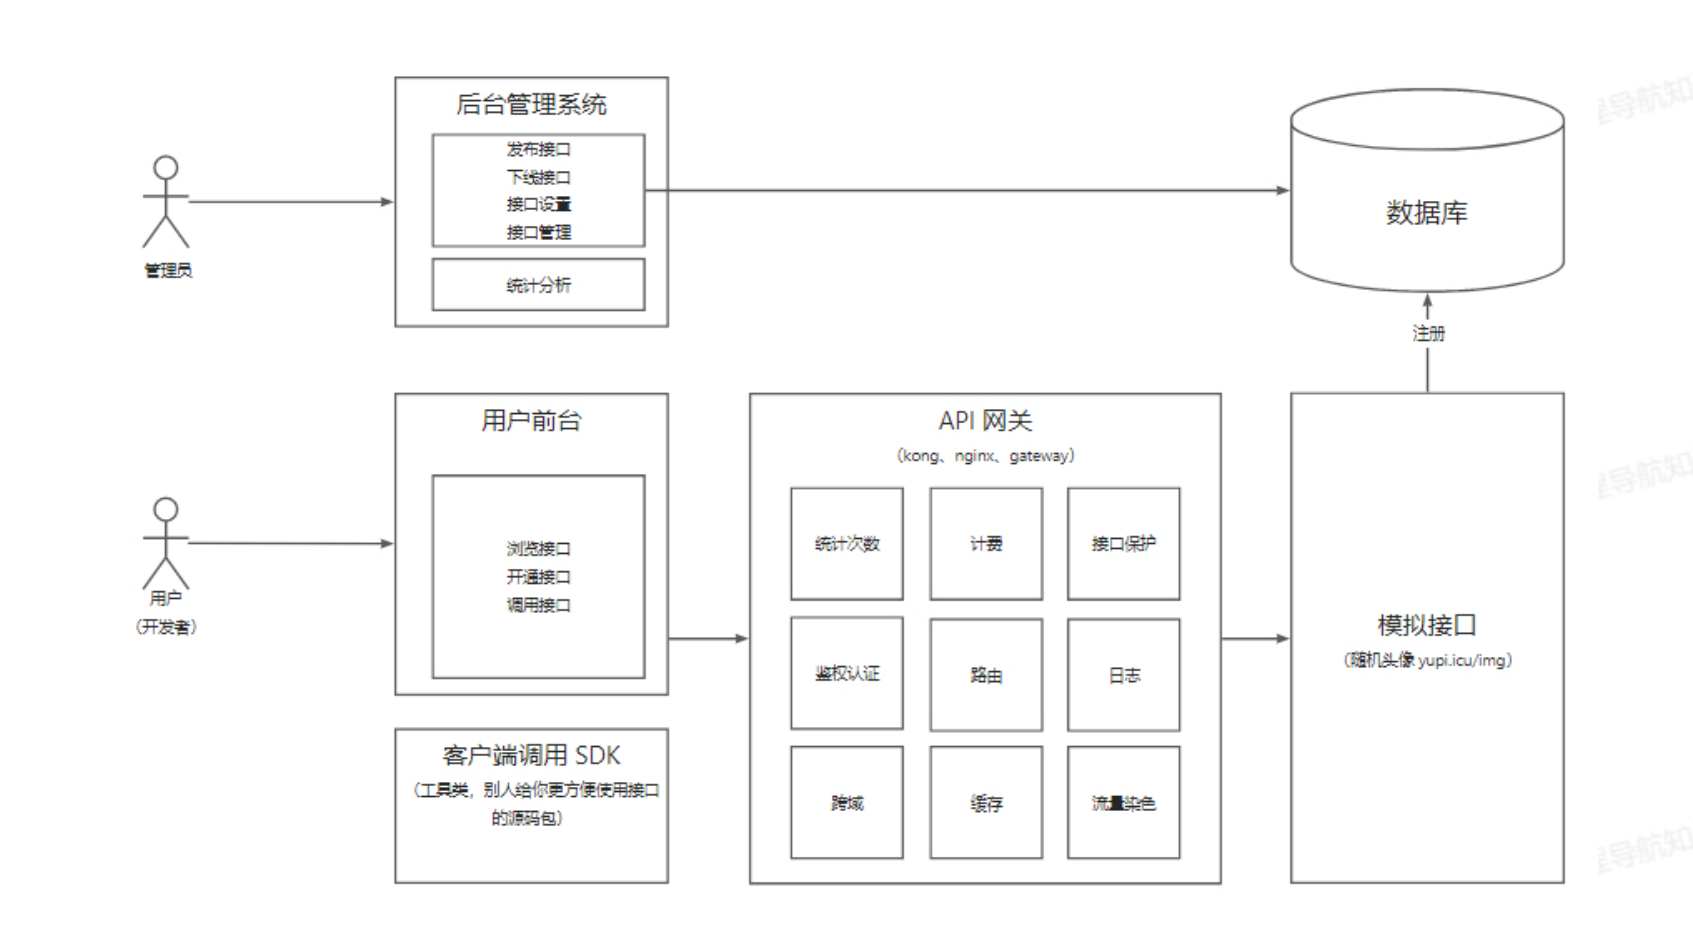 后台管理系统
发布接口
下线接口
接口设置
接口管理
统计分析
管理员
数据库
注册
用户前台
浏览接口
开通接口
调用接口
用户
（开发者）
客户端调用 SDK
（工具类，别人给你更方便使用接口
的源码包）
API 网关
（kong、nginx、gateway）
统计次数
计费
接口保护
鉴权认证
路由
日志
跨域
缓存
流量染色
模拟接口
（随机头像 yupi.icu/img）
导航知
导航知
导航知